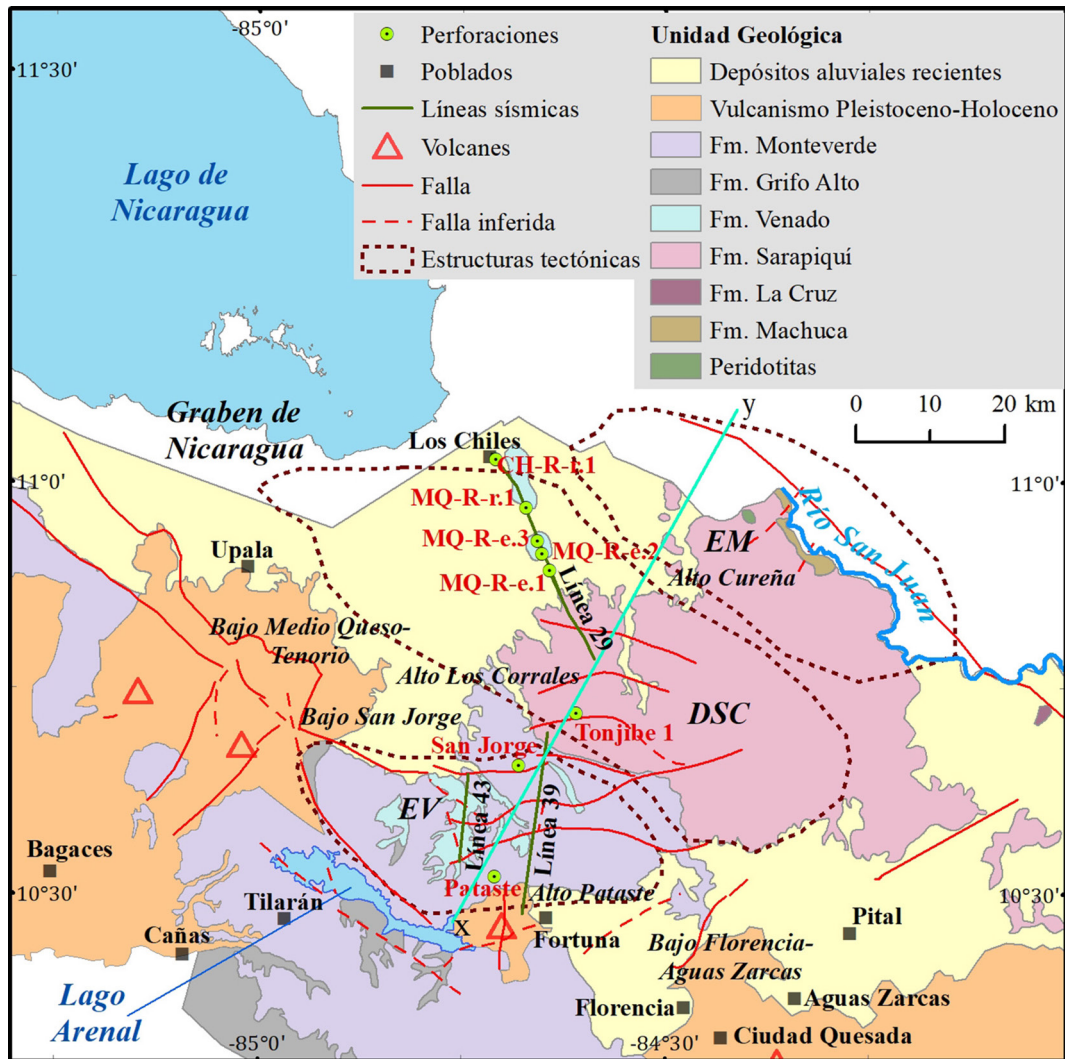 -85°0'
11°30'
Perforaciones
Poblados
Líneas sísmicas
Volcanes
Falla
Falla inferida
Estructuras tectónicas
Unidad Geológica
Depósitos aluviales recientes
Vulcanismo Pleistoceno-Holoceno
Fm. Monteverde
Fm. Grifo Alto
Fm. Venado
Fm. Sarapiquí
Fm. La Cruz
Fm. Machuca
Peridotitas
Lago de
Nicaragua
Graben de
Nicaragua
y
0 10 20 km
Los Chiles
CH-R-r.1
11°0'
11°0'
MQ-R-r.1
MQ-R-e.3
MQ-R-e.2
MQ-R-e.1
Línea 29
EM
Alto Cureña
Río San Juan
Upala
Bajo Medio Queso-
Tenorio
Alto Los Corrales
Bajo San Jorge
DSC
Tonjibe 1
San Jorge
EV
Línea 43
Línea 39
Bagaces
10°30'
10°30'
Pataste
Alto Pataste
Tilarán
x
Fortuna
Cañas
Pital
Bajo Florencia-
Aguas Zarcas
Lago
Arenal
Florencia
Aguas Zarcas
Ciudad Quesada
-85°0'
-84°30'